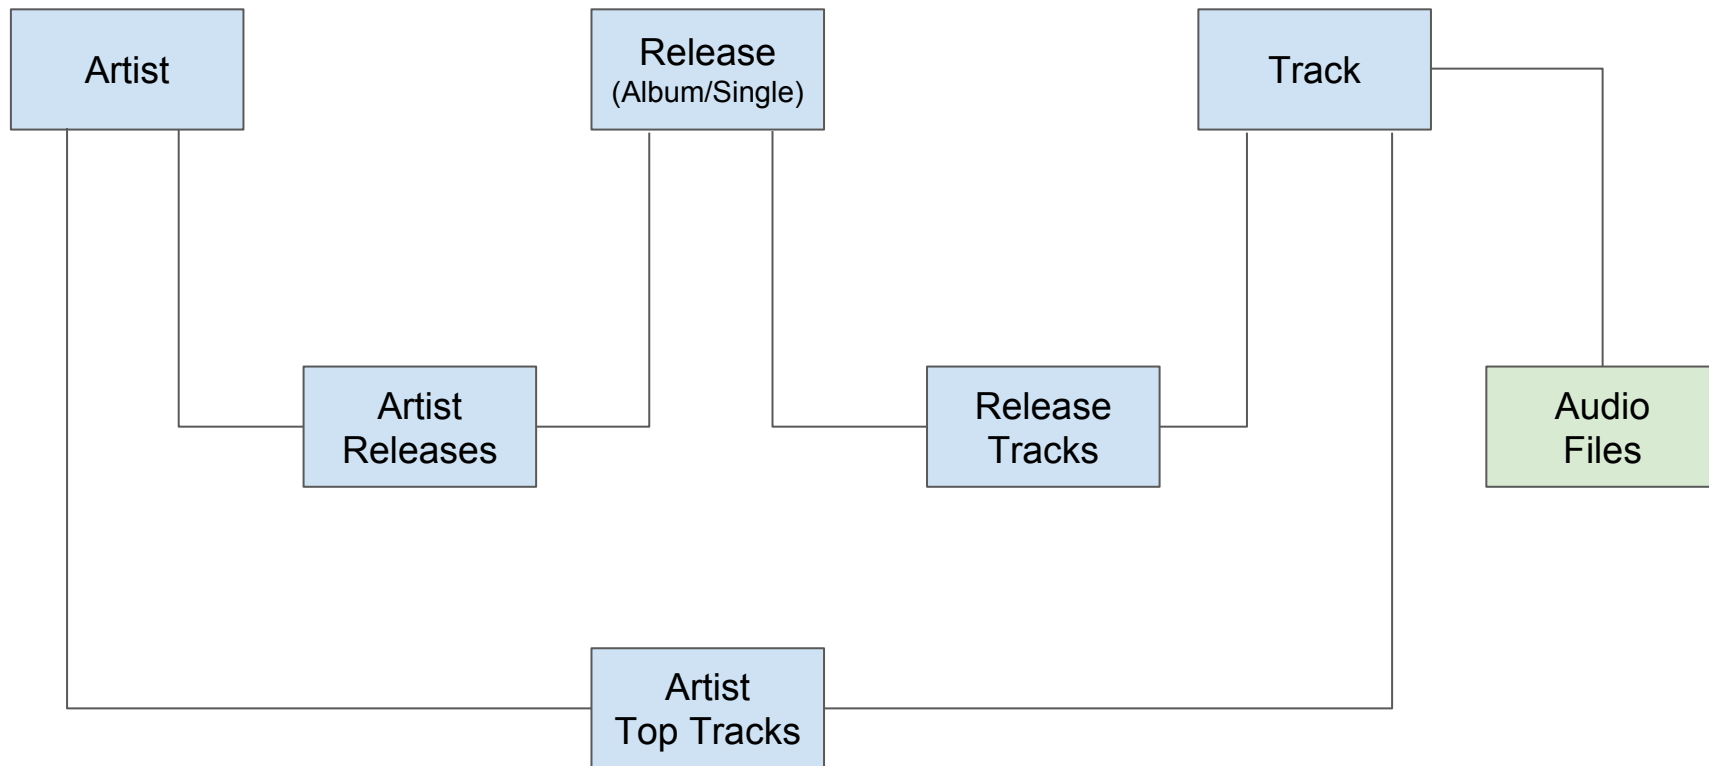 Artist
Release
(Album/Single)
Track
Artist
Releases
Release
Tracks
Audio
Files
Artist
Top Tracks